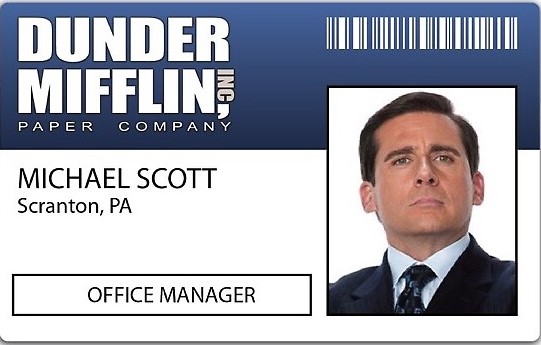 DUNDER
MIFFLIN, INC
PAPER COMPANY
MICHAEL SCOTT
Scranton, PA
OFFICE MANAGER